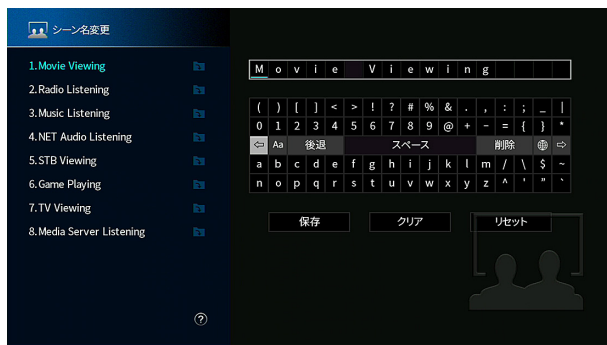 シーン名変更
1.Movie Viewing
2.Radio Listening
3.Music Listening
4.NET Audio Listening
5.STB Viewing
6.Game Playing
7.TV Viewing
8.Media Server Listening
?
Movie Viewing
( ) [ ] < > ! ? # % & . , : ; _ |
0 1 2 3 4 5 6 7 8 9 @ + - = { } *
⇦ Aa 後退 スペース 削除 ⇨
a b c d e f g h i j k l m / \ $ ~
n o p q r s t u v w x y z ^ ' " `
保存 クリア リセット